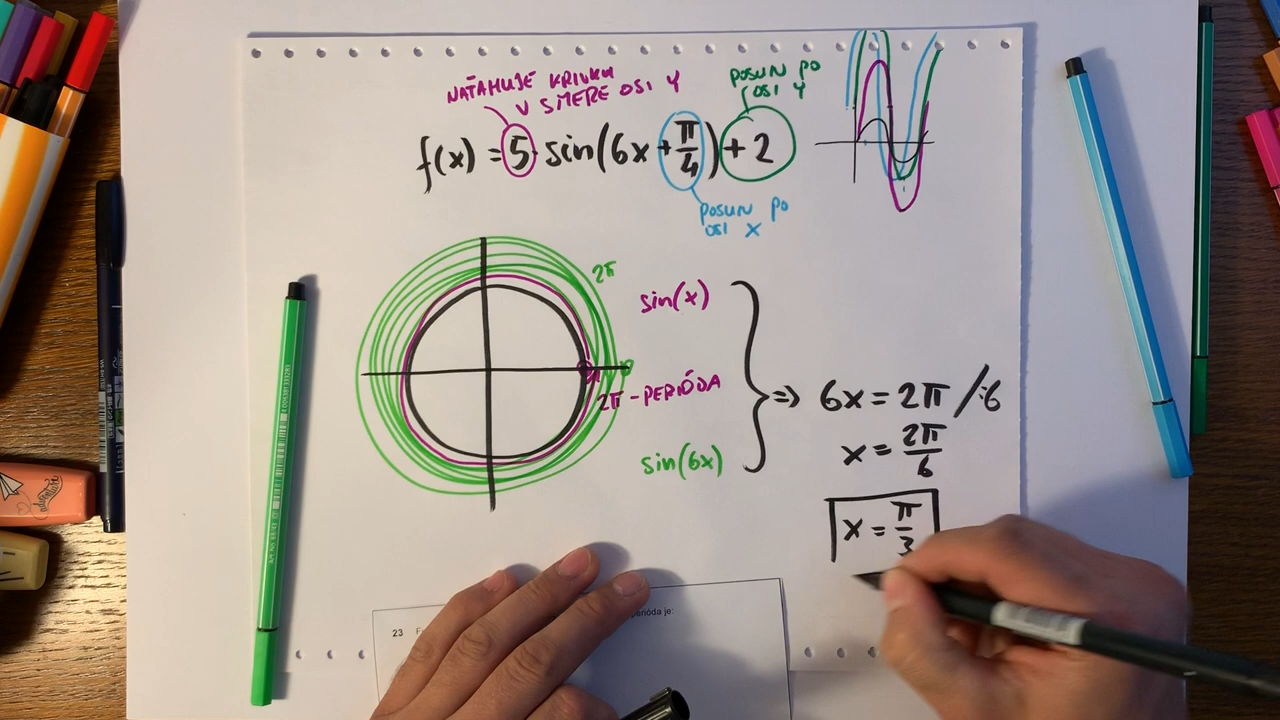 NAŤAHUJE KRIVKU
V SMERE OSI Y
POSUN PO
OSI Y
f(x) = 5 · sin(6x + π/4) + 2
POSUN PO
OSI X
2π
sin(x)
2π - PERIÓDA
sin(6x)
⇒ 6x = 2π /:6
x = 2π/6
x = π/3
adventure
23
perióda je: